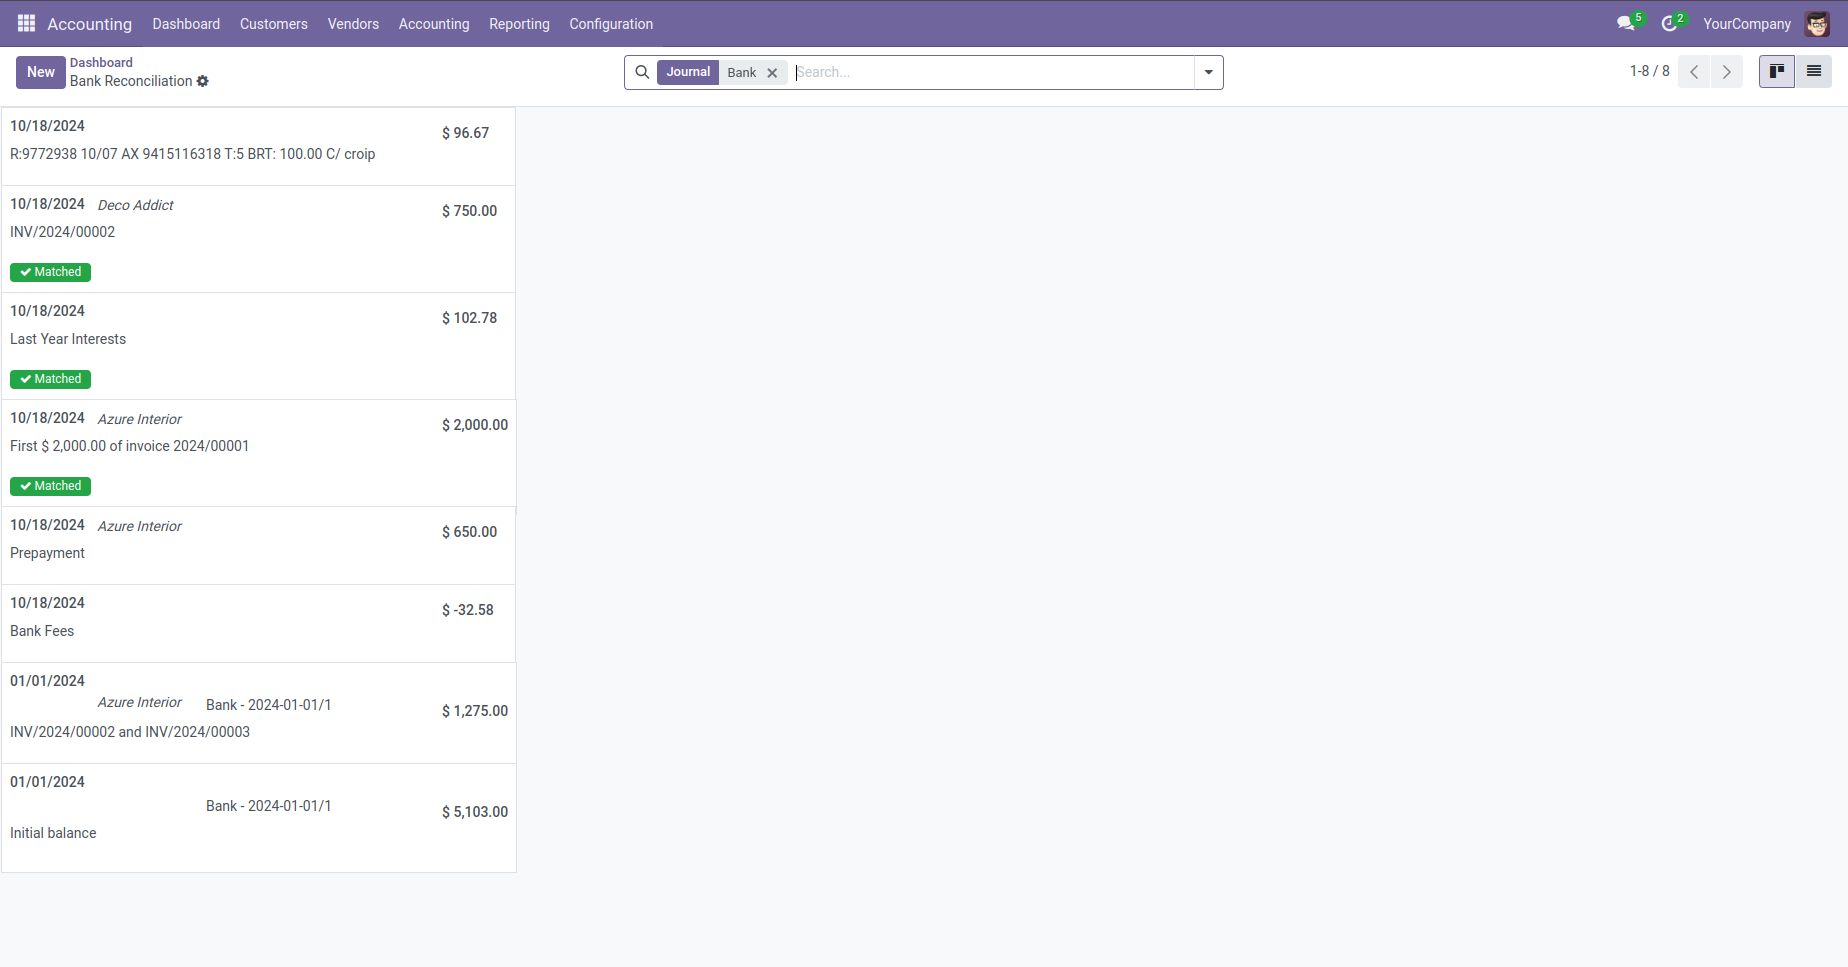 Accounting Dashboard Customers Vendors Accounting Reporting Configuration 5 2 YourCompany
New Dashboard
Bank Reconciliation
Journal Bank Search... 1-8 / 8
10/18/2024 $ 96.67
R:9772938 10/07 AX 9415116318 T:5 BRT: 100.00 C/ croip
10/18/2024 Deco Addict $ 750.00
INV/2024/00002
Matched
10/18/2024 $ 102.78
Last Year Interests
Matched
10/18/2024 Azure Interior $ 2,000.00
First $ 2,000.00 of invoice 2024/00001
Matched
10/18/2024 Azure Interior $ 650.00
Prepayment
10/18/2024 $ -32.58
Bank Fees
01/01/2024
Azure Interior Bank - 2024-01-01/1 $ 1,275.00
INV/2024/00002 and INV/2024/00003
01/01/2024
Bank - 2024-01-01/1 $ 5,103.00
Initial balance